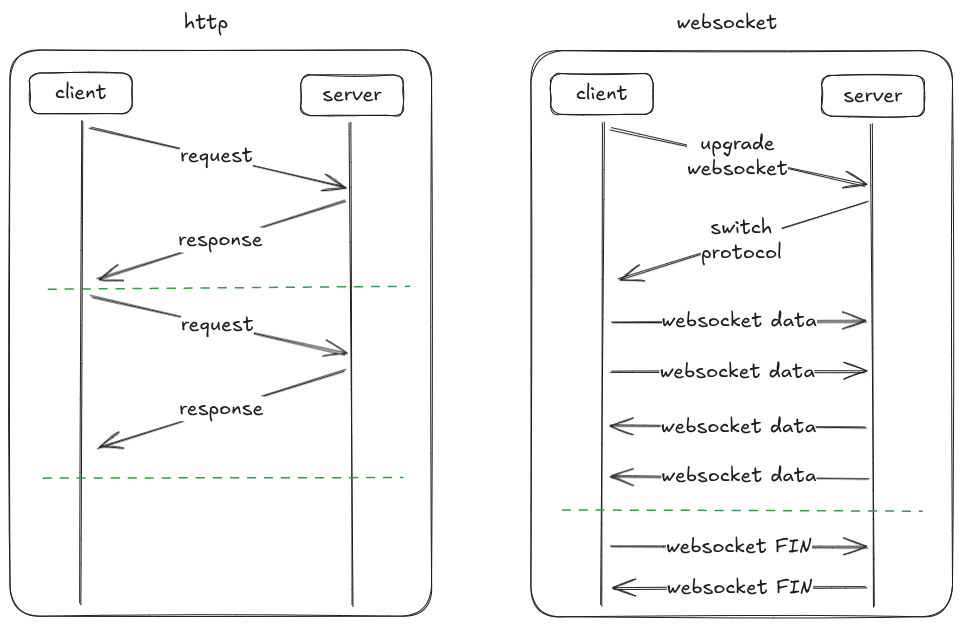 http
client
server
request
response
request
response
websocket
client
server
upgrade
websocket
switch
protocol
websocket data
websocket data
websocket data
websocket data
websocket FIN
websocket FIN